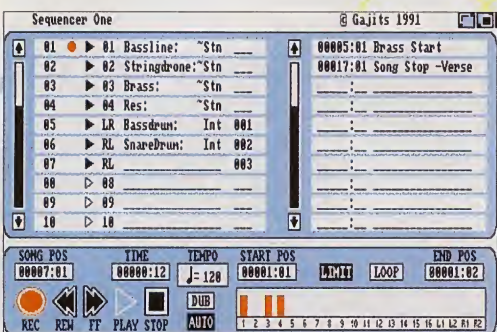 Sequencer One © Gajits 1991
01 01 Bassline: ~Stn ___ 00005:01 Brass Start
02 02 Stringdrone: ~Stn ___ 00017:01 Song Stop -Verse
03 03 Brass: ~Stn ___
04 04 Res: ~Stn ___
05 LR Bassdrum: Int 001
06 RL SnareDrum: Int 002
07 RL 003
08 08
09 09
10 10
SONG POS TIME TEMPO START POS END POS
00007:01 00000:12 ♩=120 00001:01 LIMIT LOOP 00001:02
DUB
REC REW FF PLAY STOP AUTO 1 2 3 4 5 6 7 8 9 10 11 12 13 14 15 16 L1 L2 R1 R2